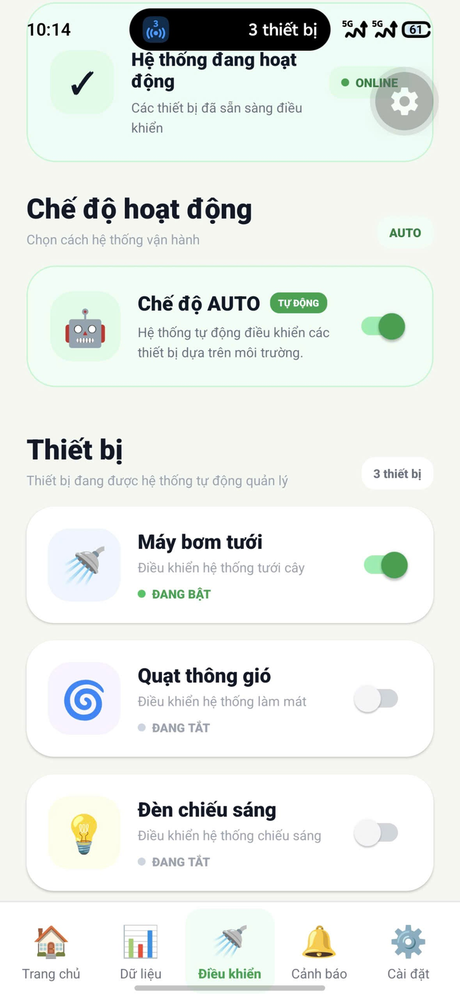 10:14
3
3 thiết bị
5G
5G
61
Hệ thống đang hoạt
động
ONLINE
Các thiết bị đã sẵn sàng điều
khiển
Chế độ hoạt động
Chọn cách hệ thống vận hành
AUTO
Chế độ AUTO
TỰ ĐỘNG
Hệ thống tự động điều khiển các
thiết bị dựa trên môi trường.
Thiết bị
Thiết bị đang được hệ thống tự động quản lý
3 thiết bị
Máy bơm tưới
Điều khiển hệ thống tưới cây
ĐANG BẬT
Quạt thông gió
Điều khiển hệ thống làm mát
ĐANG TẮT
Đèn chiếu sáng
Điều khiển hệ thống chiếu sáng
ĐANG TẮT
Trang chủ
Dữ liệu
Điều khiển
Cảnh báo
Cài đặt